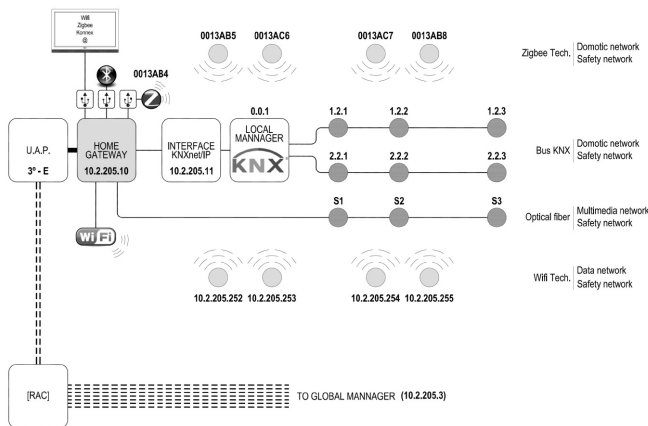 Wifi
Zigbee
Konnex
@
0013AB4
0013AB5 0013AC6 0013AC7 0013AB8
Zigbee Tech. Domotic network
Safety network
U.A.P.
3º - E
HOME
GATEWAY
10.2.205.10
INTERFACE
KNXnet/IP
10.2.205.11
0.0.1
LOCAL
MANNAGER
KNX
1.2.1 1.2.2 1.2.3
2.2.1 2.2.2 2.2.3
Bus KNX Domotic network
Safety network
S1 S2 S3
Optical fiber Multimedia network
Safety network
Wi Fi
10.2.205.252 10.2.205.253 10.2.205.254 10.2.205.255
Wifi Tech. Data network
Safety network
[RAC]
TO GLOBAL MANNAGER (10.2.205.3)